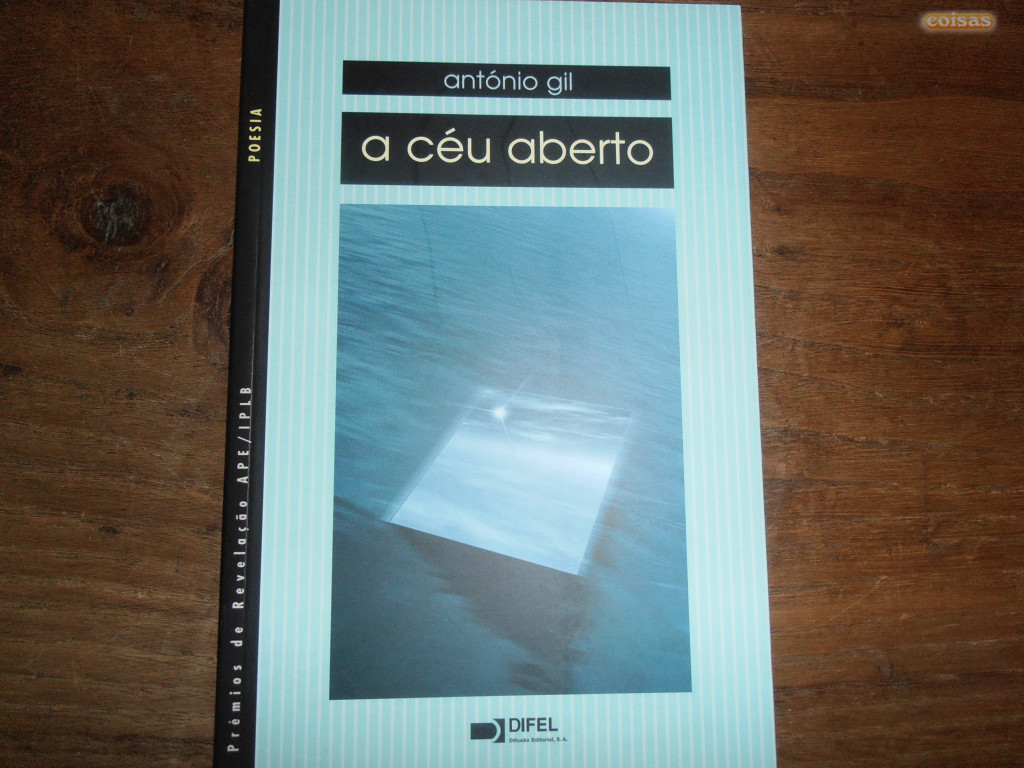 coisas
antónio gil
a céu aberto
POESIA
Prémios de Revelação APE/IPLB
DIFEL
Difusão Editorial, S.A.